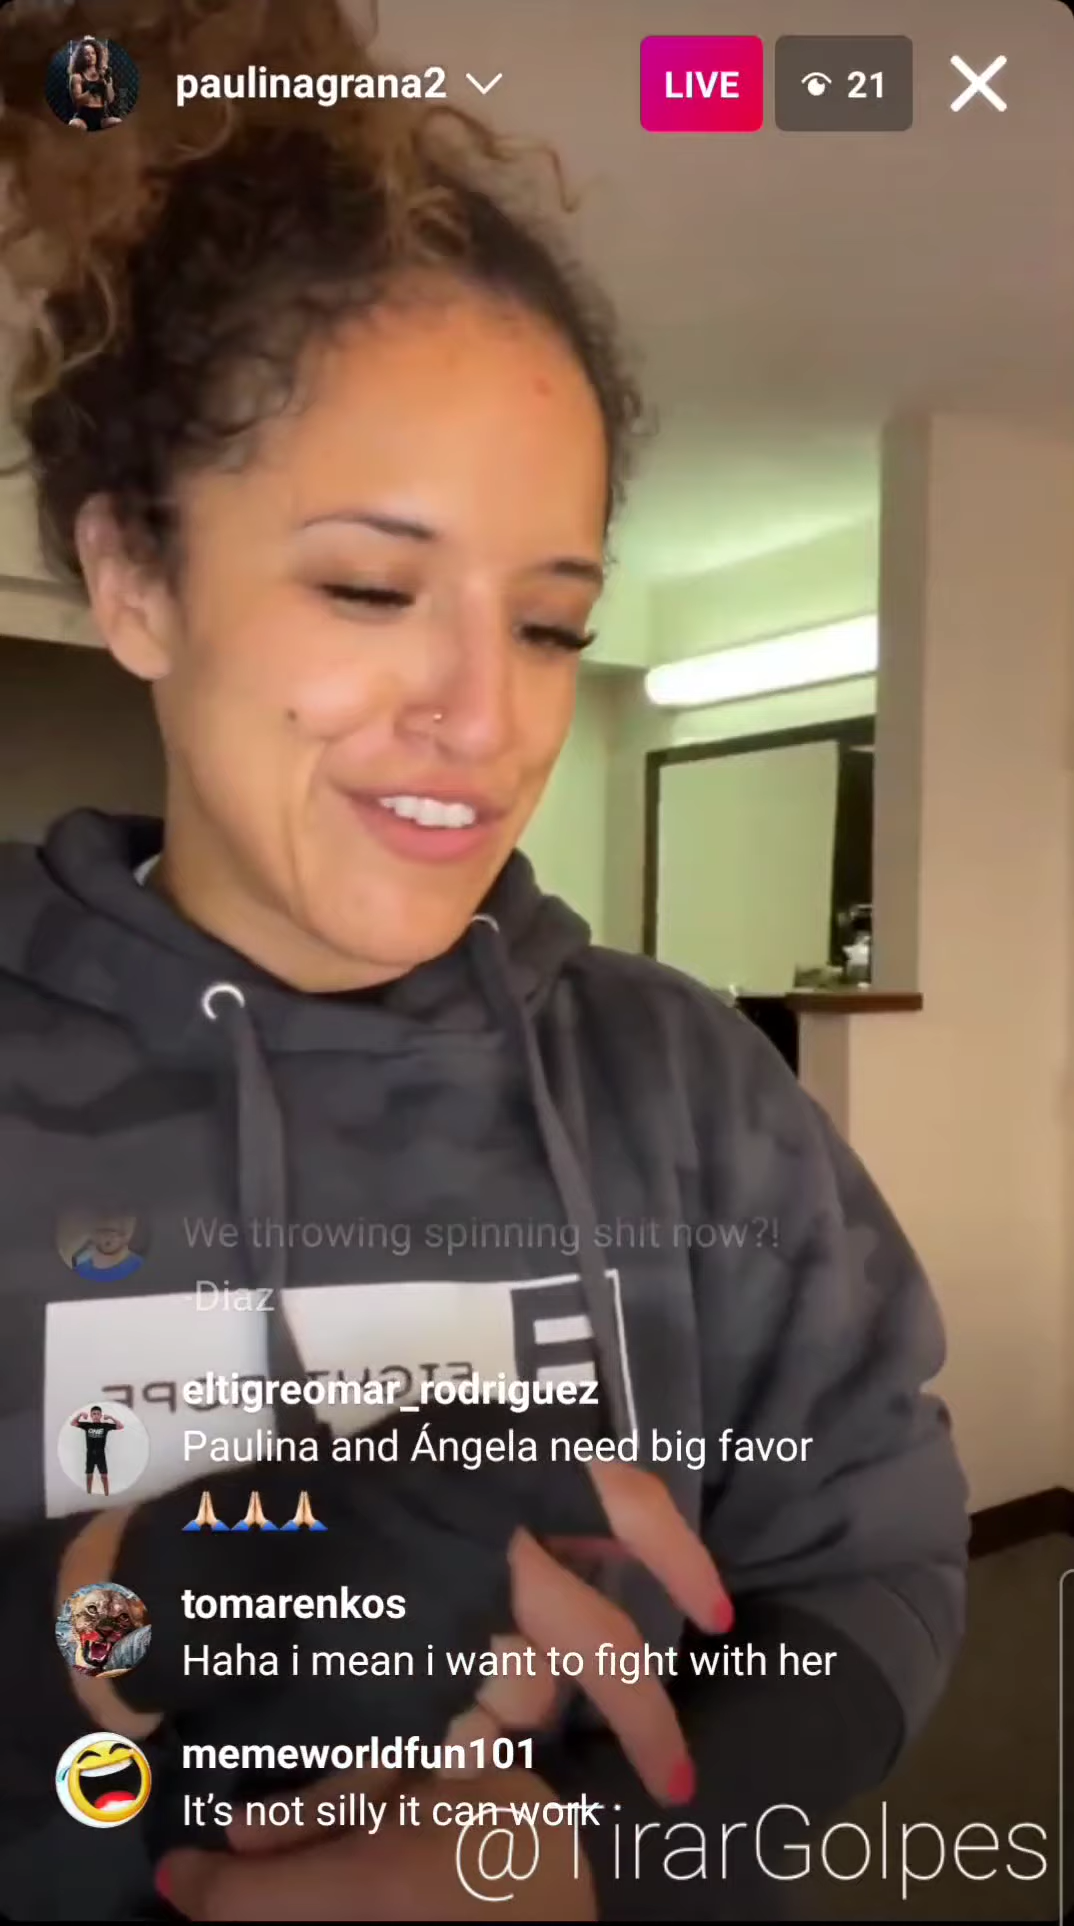 paulinagrana2
LIVE
21
We throwing spinning shit now?!
-Diaz
eltigreomar_rodriguez
Paulina and Ángela need big favor
🙏🏻🙏🏻🙏🏻
tomarenkos
Haha i mean i want to fight with her
memeworldfun101
It's not silly it can work
@TirarGolpes